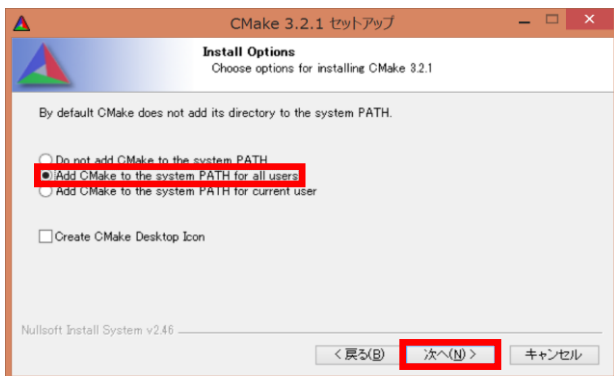 CMake 3.2.1 セットアップ
Install Options
Choose options for installing CMake 3.2.1
By default CMake does not add its directory to the system PATH.
Do not add CMake to the system PATH
Add CMake to the system PATH for all users
Add CMake to the system PATH for current user
Create CMake Desktop Icon
Nullsoft Install System v2.46
< 戻る(B)
次へ(N) >
キャンセル